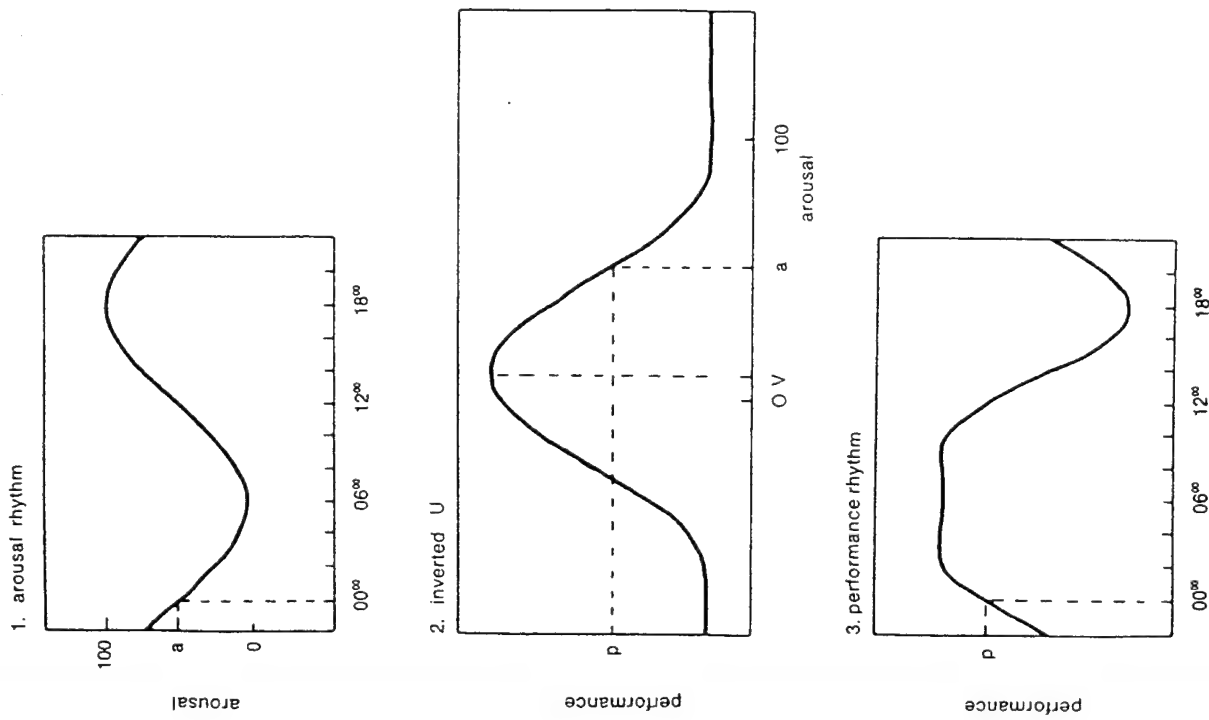 1. arousal rhythm
arousal
100
a
0
00⁰⁰ 06⁰⁰ 12⁰⁰ 18⁰⁰
2. inverted U
performance
p
O V a 100
arousal
3. performance rhythm
performance
p
00⁰⁰ 06⁰⁰ 12⁰⁰ 18⁰⁰